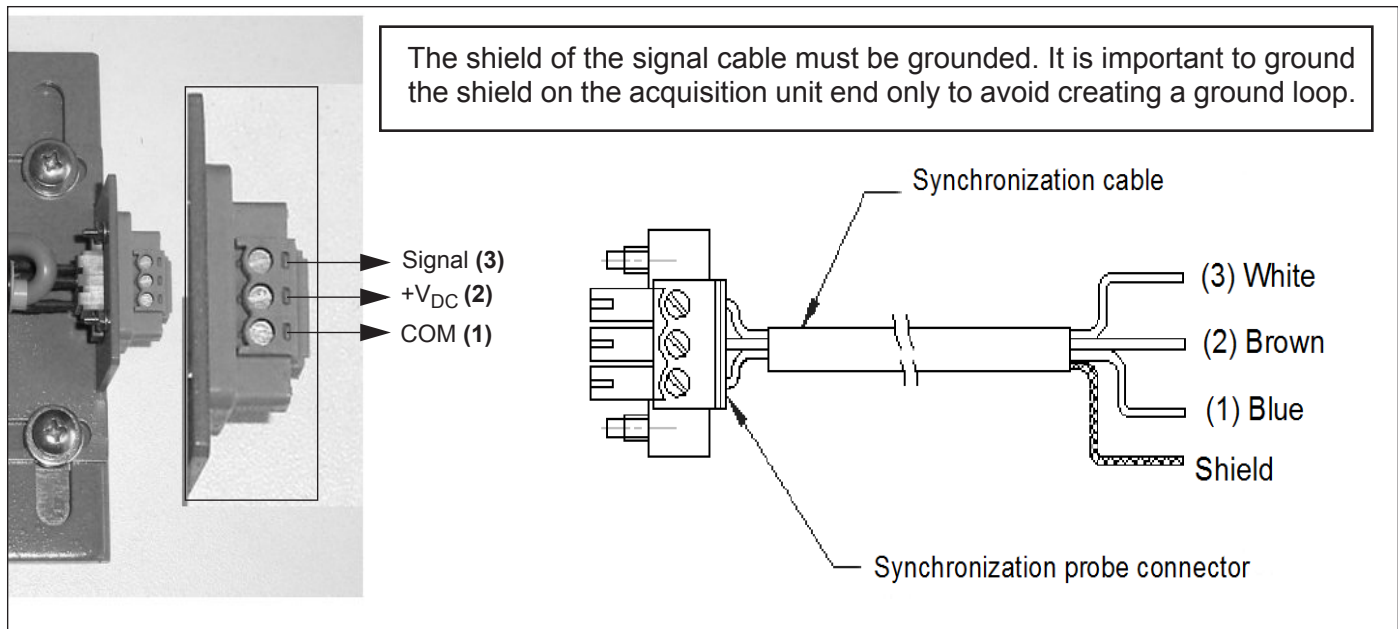 The shield of the signal cable must be grounded. It is important to ground
the shield on the acquisition unit end only to avoid creating a ground loop.
Signal (3)
+VDC (2)
COM (1)
Synchronization cable
(3) White
(2) Brown
(1) Blue
Shield
Synchronization probe connector